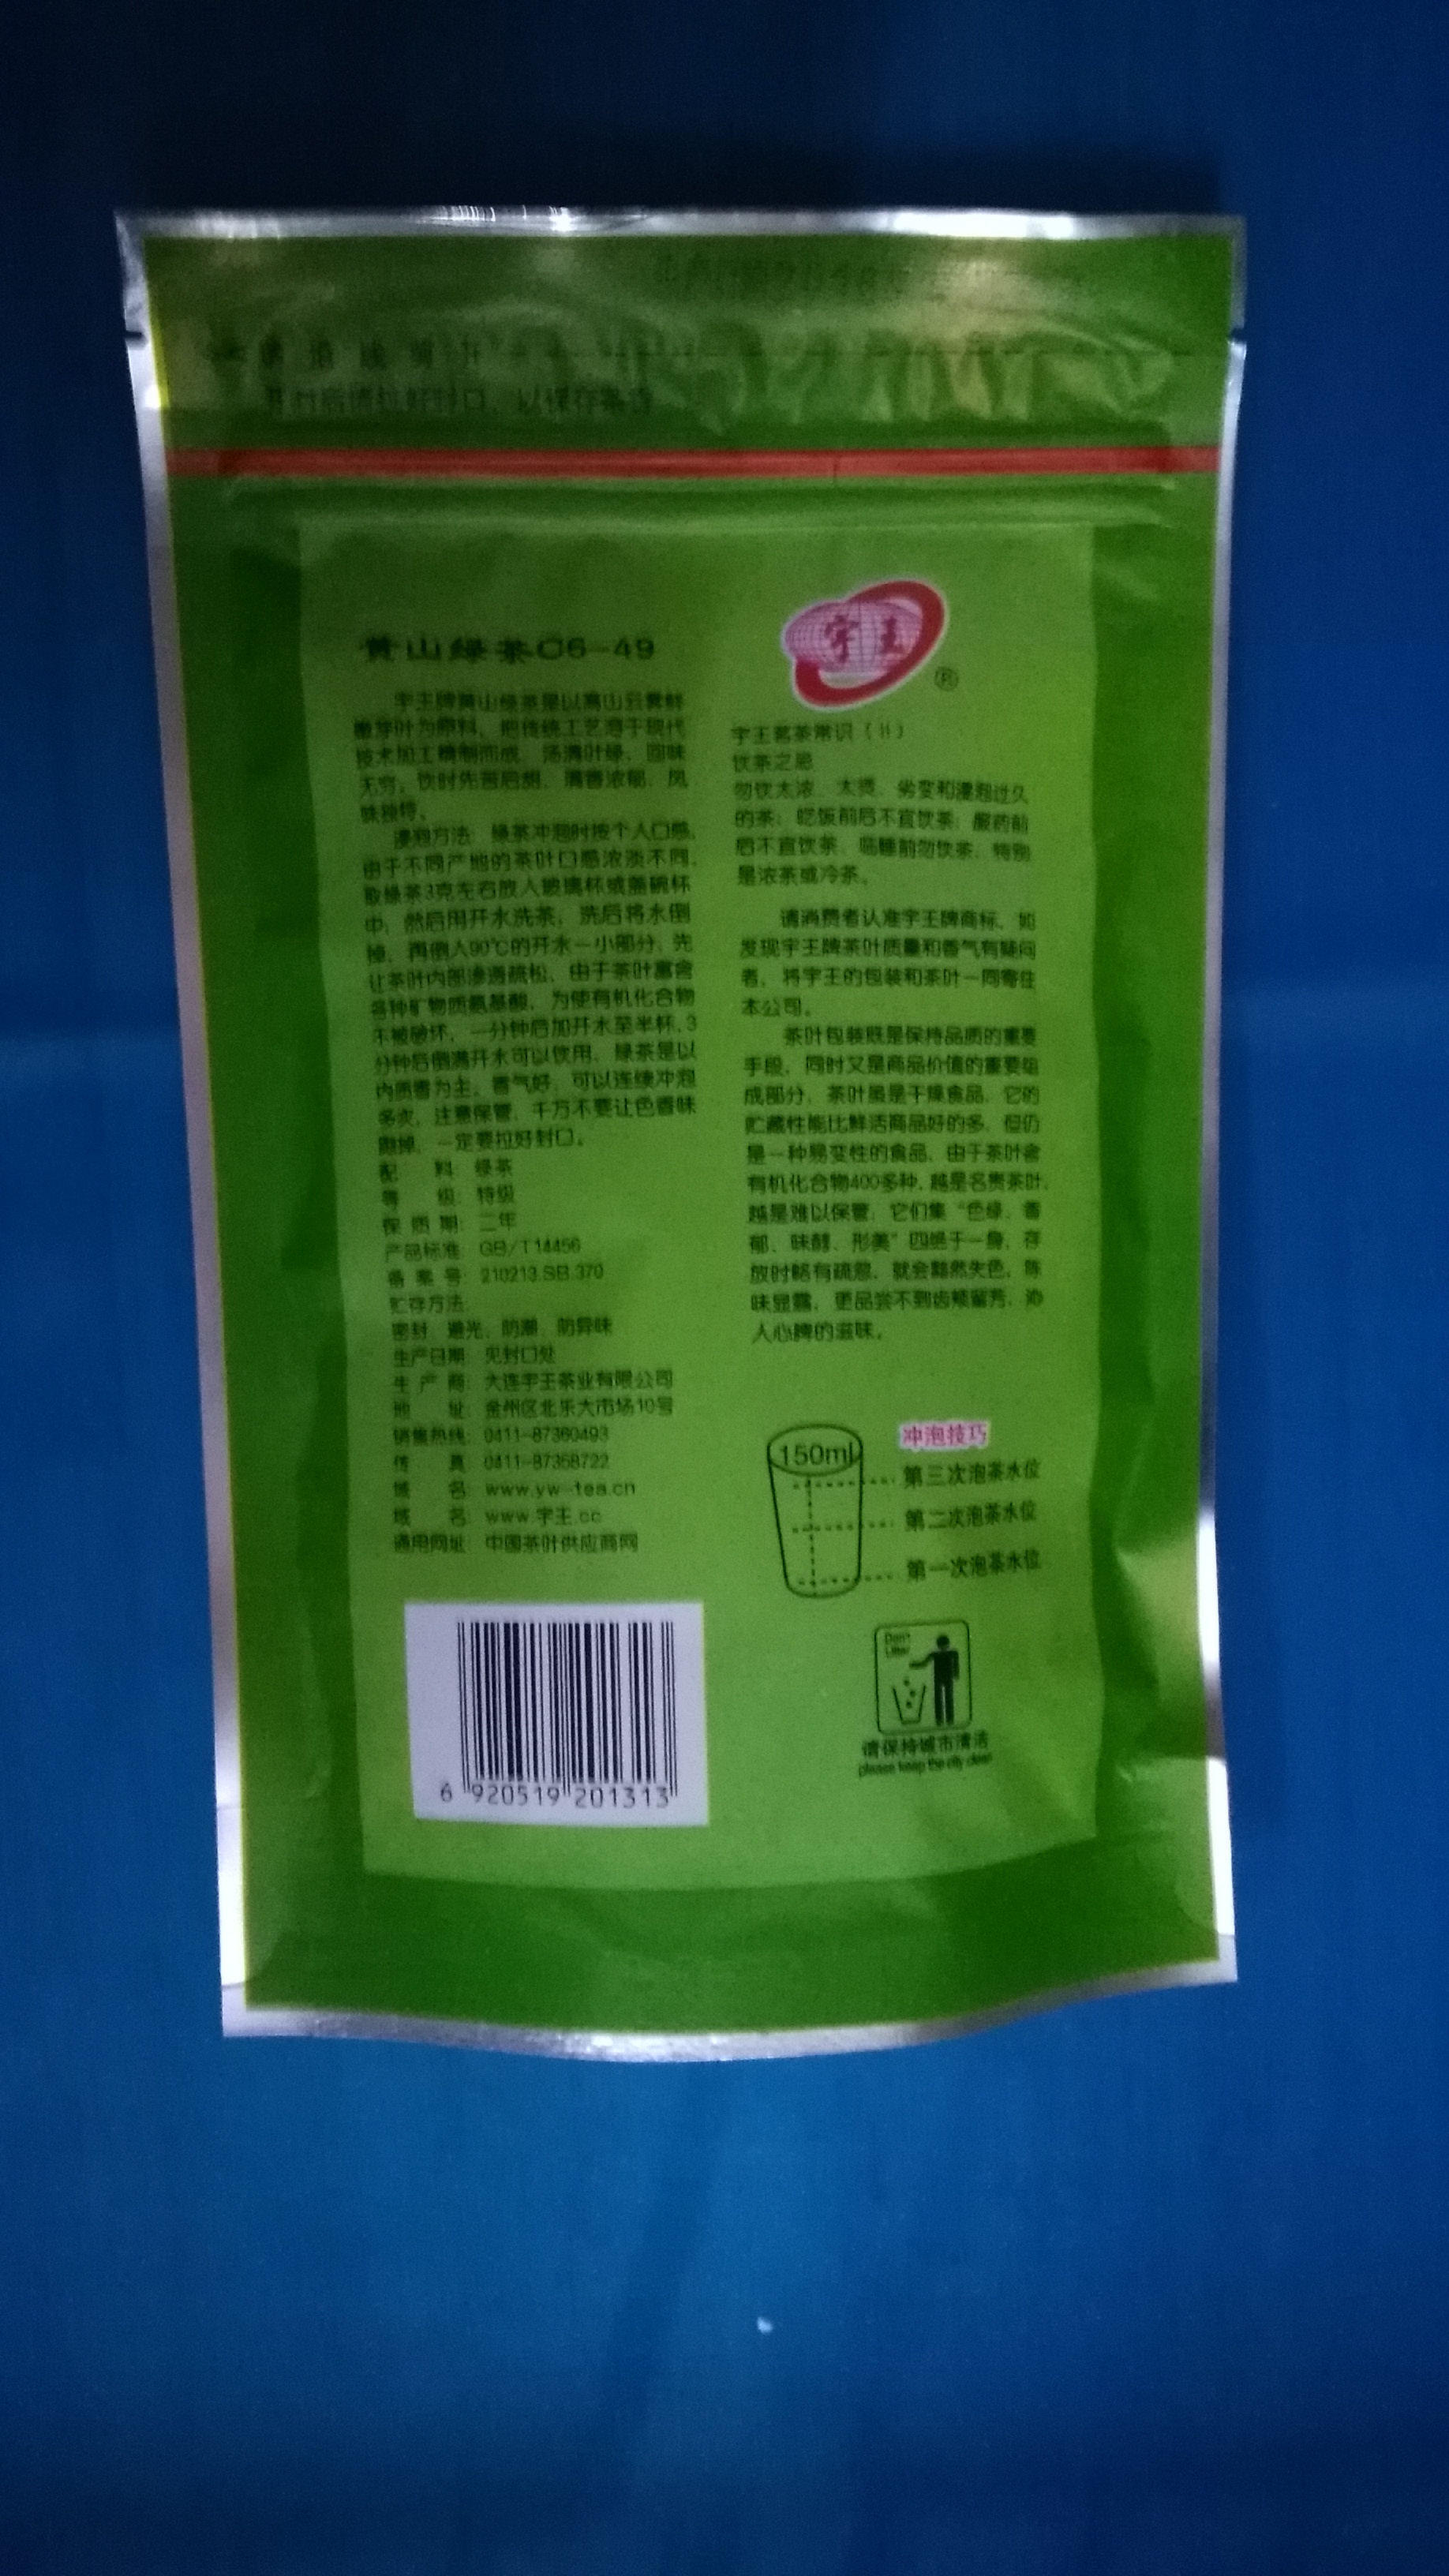 开封后请拉好封口，以保存茶香
黄山绿茶C6-49
宇王牌黄山绿茶是以高山云雾鲜
嫩芽叶为原料，把传统工艺溶于现代
技术加工精制而成，汤清叶绿，回味
无穷。饮时先苦后甜，清香浓郁，风
味独特。
浸泡方法：绿茶冲泡时按个人口感，
由于不同产地的茶叶口感浓淡不同。
取绿茶3克左右放入玻璃杯或盖碗杯
中，然后用开水洗茶，洗后将水倒
掉，再倒入90℃的开水一小部分，先
让茶叶内部渗透疏松，由于茶叶富含
各种矿物质氨基酸，为使有机化合物
不被破坏，一分钟后加开水至半杯，3
分钟后倒满开水可以饮用。绿茶是以
内质香为主，香气好，可以连续冲泡
多次，注意保管，千万不要让色香味
跑掉，一定要拉好封口。
配 料：绿茶
等 级：特级
保 质 期：二年
产品标准：GB/T14456
备 案 号：210213.SB.370
贮存方法：
密封、避光、防潮、防异味
生产日期：见封口处
生 产 商：大连宇王茶业有限公司
地 址：金州区北乐大市场10号
销售热线：0411-87360493
传 真：0411-87358722
域 名：www.yw-tea.cn
域 名：www.宇王.cc
通用网址：中国茶叶供应商网
6 920519 201313
宇王
®
宇王茗茶常识（II）
饮茶之忌
勿饮太浓、太烫、劣变和浸泡过久
的茶；吃饭前后不宜饮茶；服药前
后不宜饮茶、临睡前勿饮茶，特别
是浓茶或冷茶。
请消费者认准宇王牌商标，如
发现宇王牌茶叶质量和香气有疑问
者，将宇王的包装和茶叶一同寄往
本公司。
茶叶包装既是保持品质的重要
手段，同时又是商品价值的重要组
成部分，茶叶虽是干燥食品，它的
贮藏性能比鲜活商品好的多，但仍
是一种易变性的食品，由于茶叶含
有机化合物400多种，越是名贵茶叶，
越是难以保管，它们集“色绿、香
郁、味醇、形美”四绝于一身，存
放时略有疏忽，就会黯然失色，陈
味显露，更品尝不到齿颊留芳，沁
人心脾的滋味。
150ml
冲泡技巧
第三次泡茶水位
第二次泡茶水位
第一次泡茶水位
Don't
Litter
请保持城市清洁
please keep the city clean